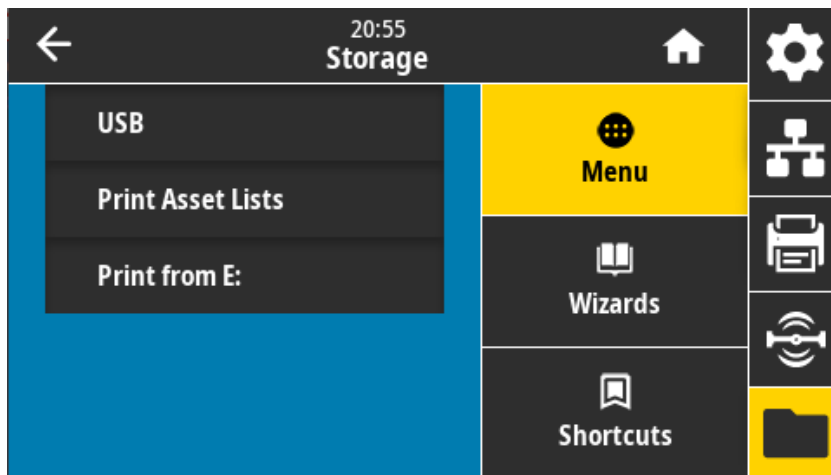 20:55
Storage
USB
Print Asset Lists
Print from E:
Menu
Wizards
Shortcuts